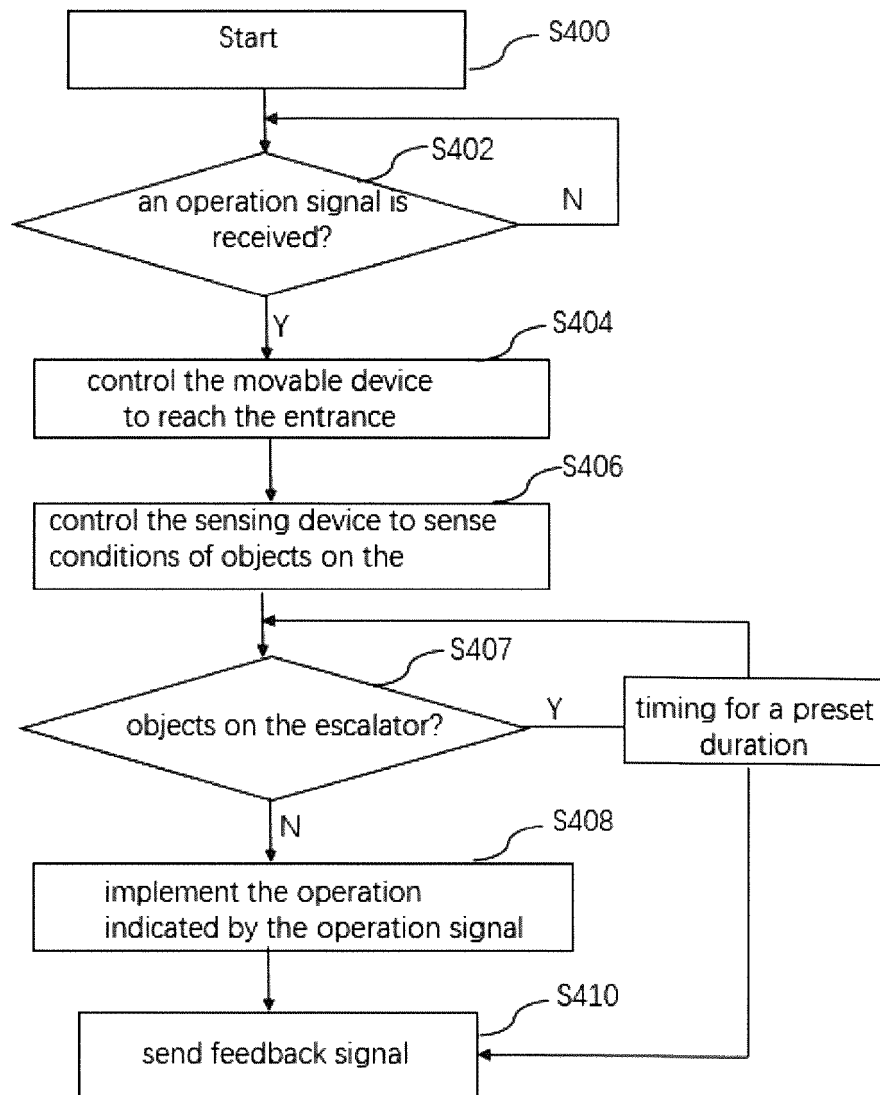 Start
S400
S402
an operation signal is
received?
N
Y
S404
control the movable device
to reach the entrance
S406
control the sensing device to sense
conditions of objects on the
S407
objects on the escalator?
Y
timing for a preset
duration
N
S408
implement the operation
indicated by the operation signal
S410
send feedback signal